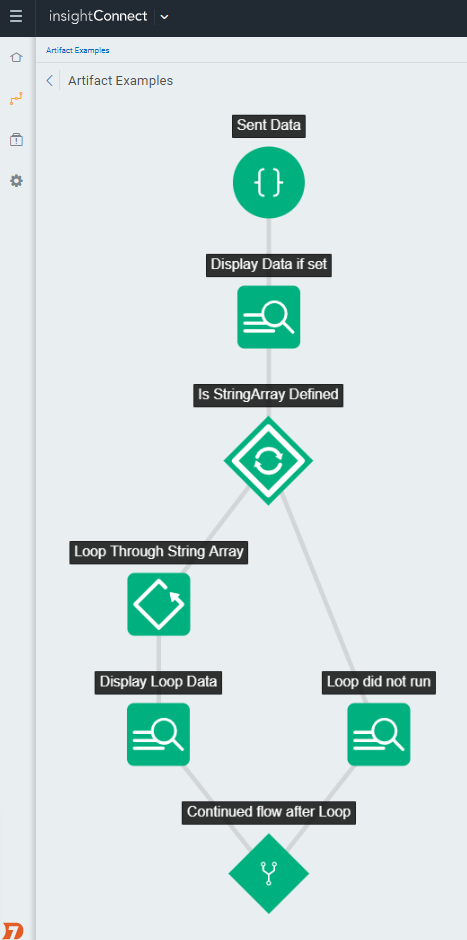 insightConnect
Artifact Examples
Artifact Examples
Sent Data
{}
Display Data if set
Is StringArray Defined
Loop Through String Array
Display Loop Data
Loop did not run
Continued flow after Loop